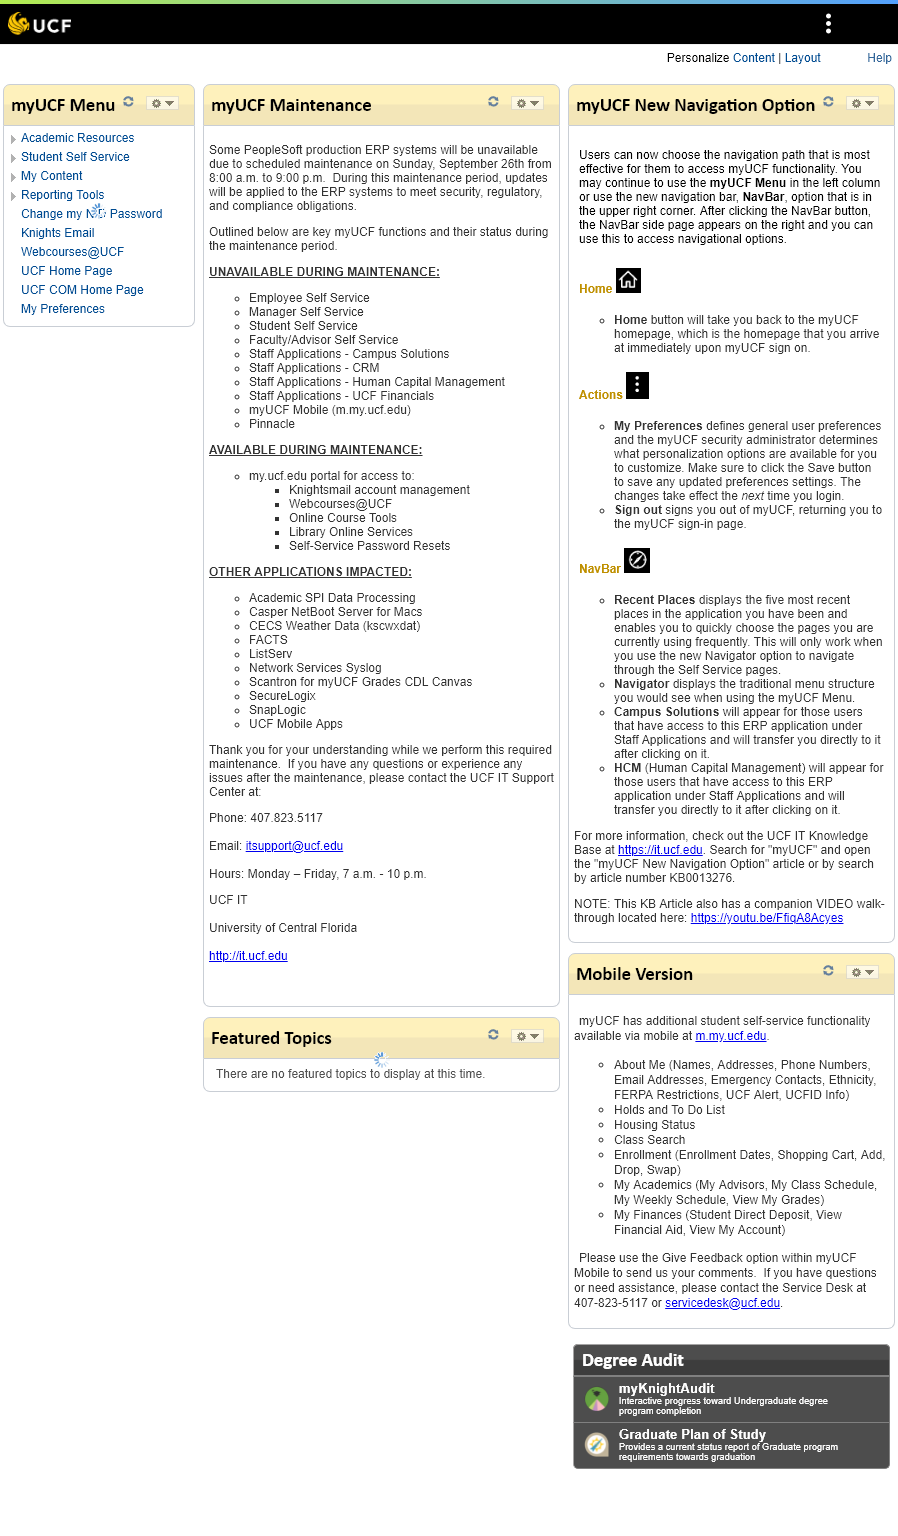 UCF
Personalize Content | Layout
Help
myUCF Menu
Academic Resources
Student Self Service
My Content
Reporting Tools
Change my Password
Knights Email
Webcourses@UCF
UCF Home Page
UCF COM Home Page
My Preferences
myUCF Maintenance
Some PeopleSoft production ERP systems will be unavailable
due to scheduled maintenance on Sunday, September 26th from
8:00 a.m. to 9:00 p.m.  During this maintenance period, updates
will be applied to the ERP systems to meet security, regulatory,
and compliance obligations.
Outlined below are key myUCF functions and their status during
the maintenance period.
UNAVAILABLE DURING MAINTENANCE:
Employee Self Service
Manager Self Service
Student Self Service
Faculty/Advisor Self Service
Staff Applications - Campus Solutions
Staff Applications - CRM
Staff Applications - Human Capital Management
Staff Applications - UCF Financials
myUCF Mobile (m.my.ucf.edu)
Pinnacle
AVAILABLE DURING MAINTENANCE:
my.ucf.edu portal for access to:
Knightsmail account management
Webcourses@UCF
Online Course Tools
Library Online Services
Self-Service Password Resets
OTHER APPLICATIONS IMPACTED:
Academic SPI Data Processing
Casper NetBoot Server for Macs
CECS Weather Data (kscwxdat)
FACTS
ListServ
Network Services Syslog
Scantron for myUCF Grades CDL Canvas
SecureLogix
SnapLogic
UCF Mobile Apps
Thank you for your understanding while we perform this required
maintenance.  If you have any questions or experience any
issues after the maintenance, please contact the UCF IT Support
Center at:
Phone: 407.823.5117
Email: itsupport@ucf.edu
Hours: Monday – Friday, 7 a.m. - 10 p.m.
UCF IT
University of Central Florida
http://it.ucf.edu
Featured Topics
There are no featured topics to display at this time.
myUCF New Navigation Option
Users can now choose the navigation path that is most
effective for them to access myUCF functionality. You
may continue to use the myUCF Menu in the left column
or use the new navigation bar, NavBar, option that is in
the upper right corner. After clicking the NavBar button,
the NavBar side page appears on the right and you can
use this to access navigational options.
Home
Home button will take you back to the myUCF
homepage, which is the homepage that you arrive
at immediately upon myUCF sign on.
Actions
My Preferences defines general user preferences
and the myUCF security administrator determines
what personalization options are available for you
to customize. Make sure to click the Save button
to save any updated preferences settings. The
changes take effect the next time you login.
Sign out signs you out of myUCF, returning you to
the myUCF sign-in page.
NavBar
Recent Places displays the five most recent
places in the application you have been and
enables you to quickly choose the pages you are
currently using frequently. This will only work when
you use the new Navigator option to navigate
through the Self Service pages.
Navigator displays the traditional menu structure
you would see when using the myUCF Menu.
Campus Solutions will appear for those users
that have access to this ERP application under
Staff Applications and will transfer you directly to it
after clicking on it.
HCM (Human Capital Management) will appear for
those users that have access to this ERP
application under Staff Applications and will
transfer you directly to it after clicking on it.
For more information, check out the UCF IT Knowledge
Base at https://it.ucf.edu. Search for "myUCF" and open
the "myUCF New Navigation Option" article or by search
by article number KB0013276.
NOTE: This KB Article also has a companion VIDEO walk-
through located here: https://youtu.be/FfiqA8Acyes
Mobile Version
myUCF has additional student self-service functionality
available via mobile at m.my.ucf.edu.
About Me (Names, Addresses, Phone Numbers,
Email Addresses, Emergency Contacts, Ethnicity,
FERPA Restrictions, UCF Alert, UCFID Info)
Holds and To Do List
Housing Status
Class Search
Enrollment (Enrollment Dates, Shopping Cart, Add,
Drop, Swap)
My Academics (My Advisors, My Class Schedule,
My Weekly Schedule, View My Grades)
My Finances (Student Direct Deposit, View
Financial Aid, View My Account)
Please use the Give Feedback option within myUCF
Mobile to send us your comments.  If you have questions
or need assistance, please contact the Service Desk at
407-823-5117 or servicedesk@ucf.edu.
Degree Audit
myKnightAudit
Interactive progress toward Undergraduate degree
program completion
Graduate Plan of Study
Provides a current status report of Graduate program
requirements towards graduation